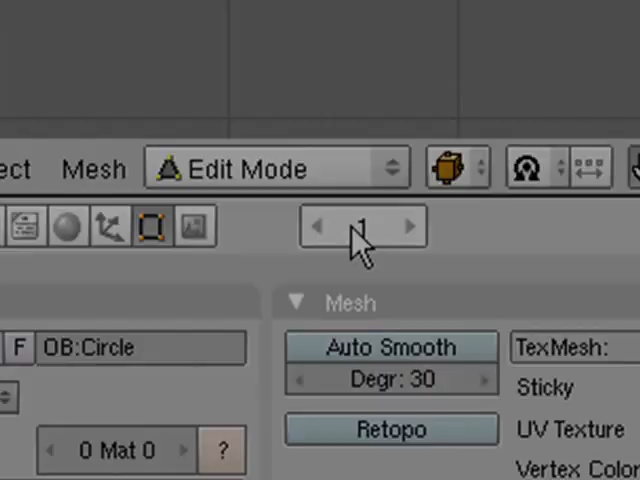 ect Mesh Edit Mode
1
Mesh
F OB:Circle Auto Smooth TexMesh:
Degr: 30 Sticky
0 Mat 0 ? Retopo UV Texture
Vertex Color